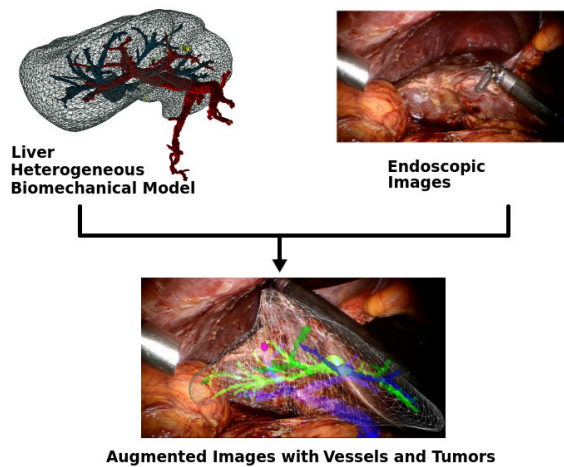 Liver
Heterogeneous
Biomechanical Model
Endoscopic
Images
Augmented Images with Vessels and Tumors